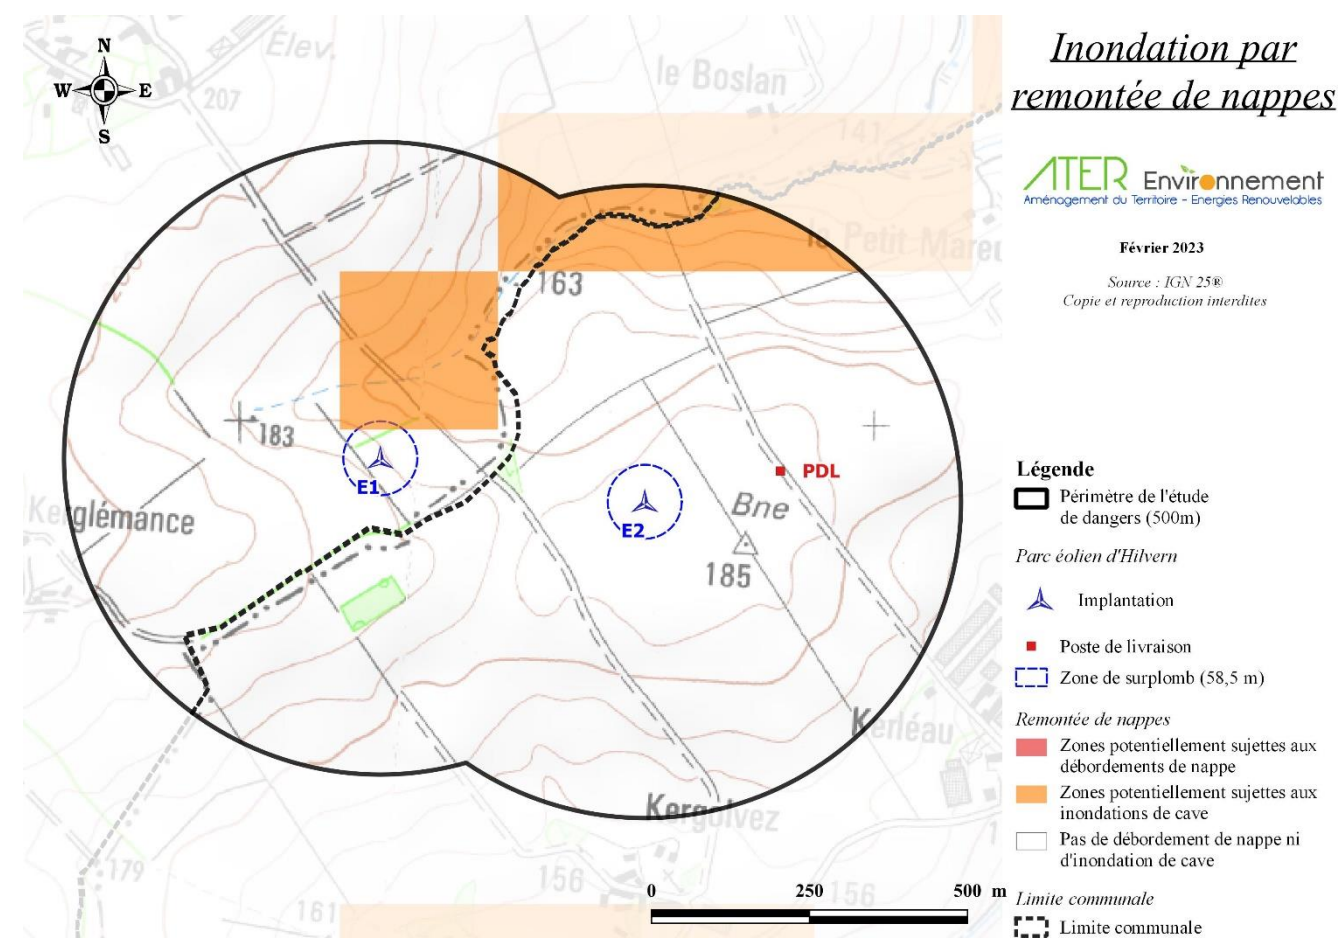 Inondation par
remontée de nappes
ATER Environnement
Aménagement du Territoire - Energies Renouvelables
Février 2023
Source : IGN 25®
Copie et reproduction interdites
N
W E
S
Élev.
207
le Boslan
141
le Petit
163
183
E1
Kerglémance
E2
PDL
Bne
185
Kerléau
Kergolvez
179
156
156
161
0 250 500 m
Légende
Périmètre de l'étude
de dangers (500m)
Parc éolien d'Hilvern
Implantation
Poste de livraison
Zone de surplomb (58,5 m)
Remontée de nappes
Zones potentiellement sujettes aux
débordements de nappe
Zones potentiellement sujettes aux
inondations de cave
Pas de débordement de nappe ni
d'inondation de cave
Limite communale
Limite communale